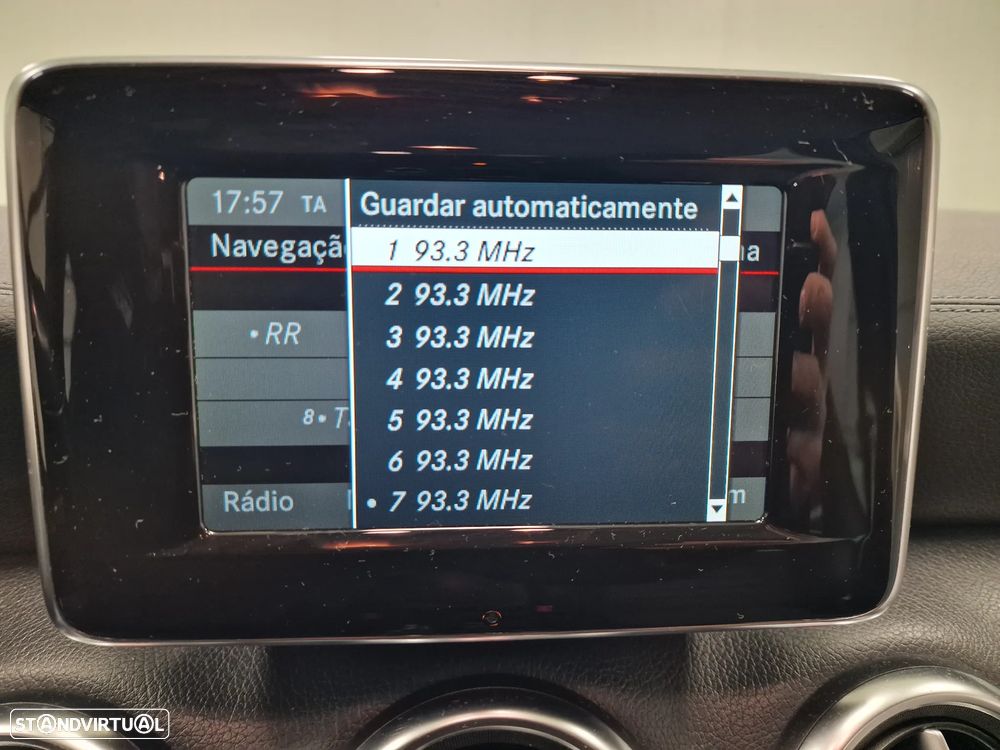 17:57 TA
Guardar automaticamente
Navegaçã
1 93.3 MHz
2 93.3 MHz
• RR
3 93.3 MHz
4 93.3 MHz
8•
5 93.3 MHz
6 93.3 MHz
Rádio
• 7 93.3 MHz
STANDVIRTUAL